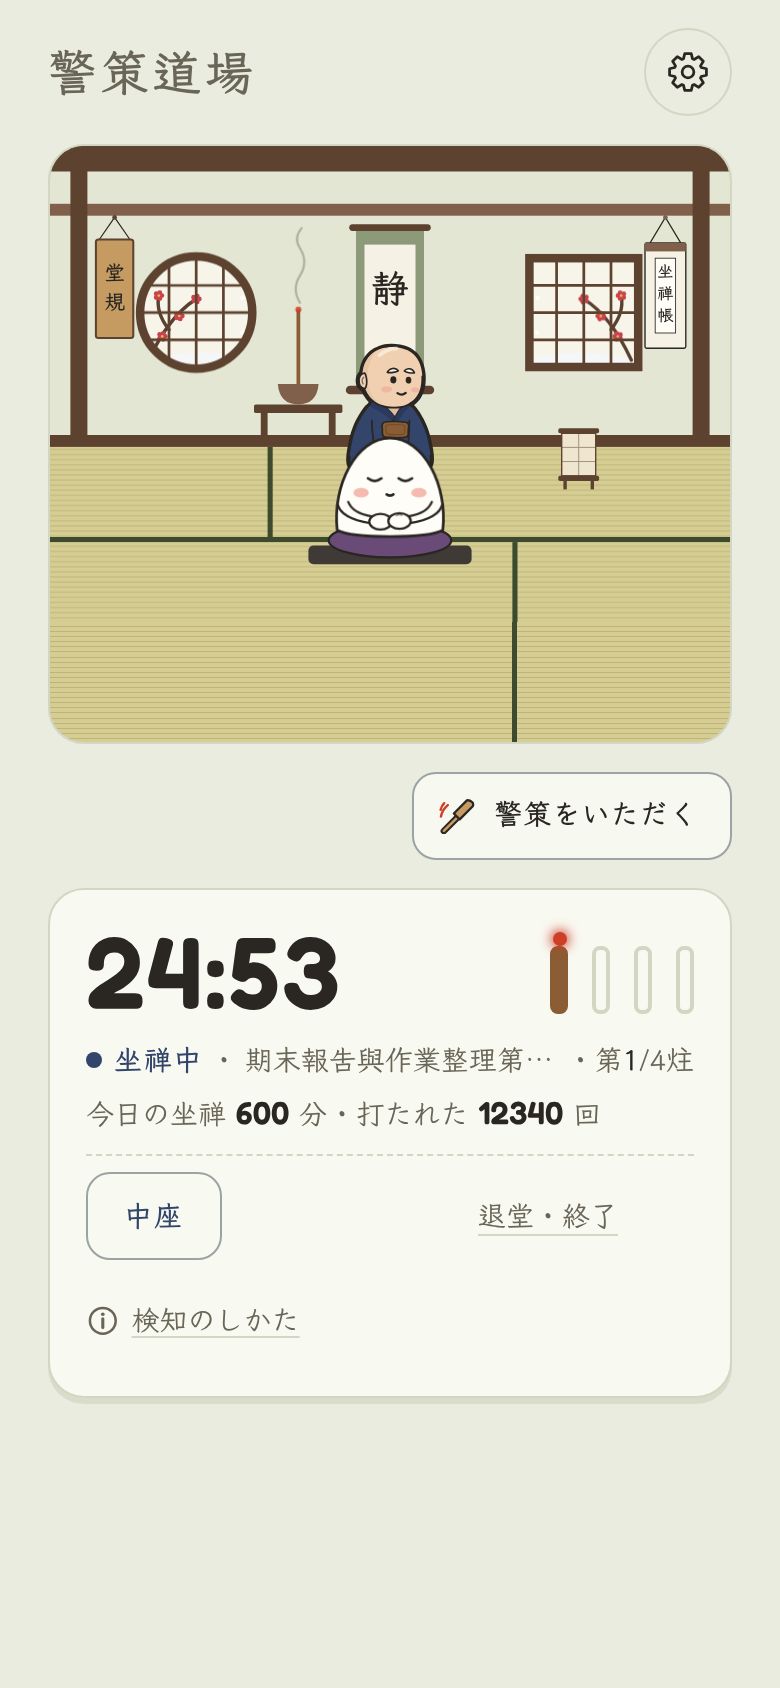 警策道場
堂規
静
坐禅帳
警策をいただく
24:53
坐禅中 ・ 期末報告與作業整理第… ・第1/4炷
今日の坐禅 600 分・打たれた 12340 回
中座
退堂・終了
検知のしかた